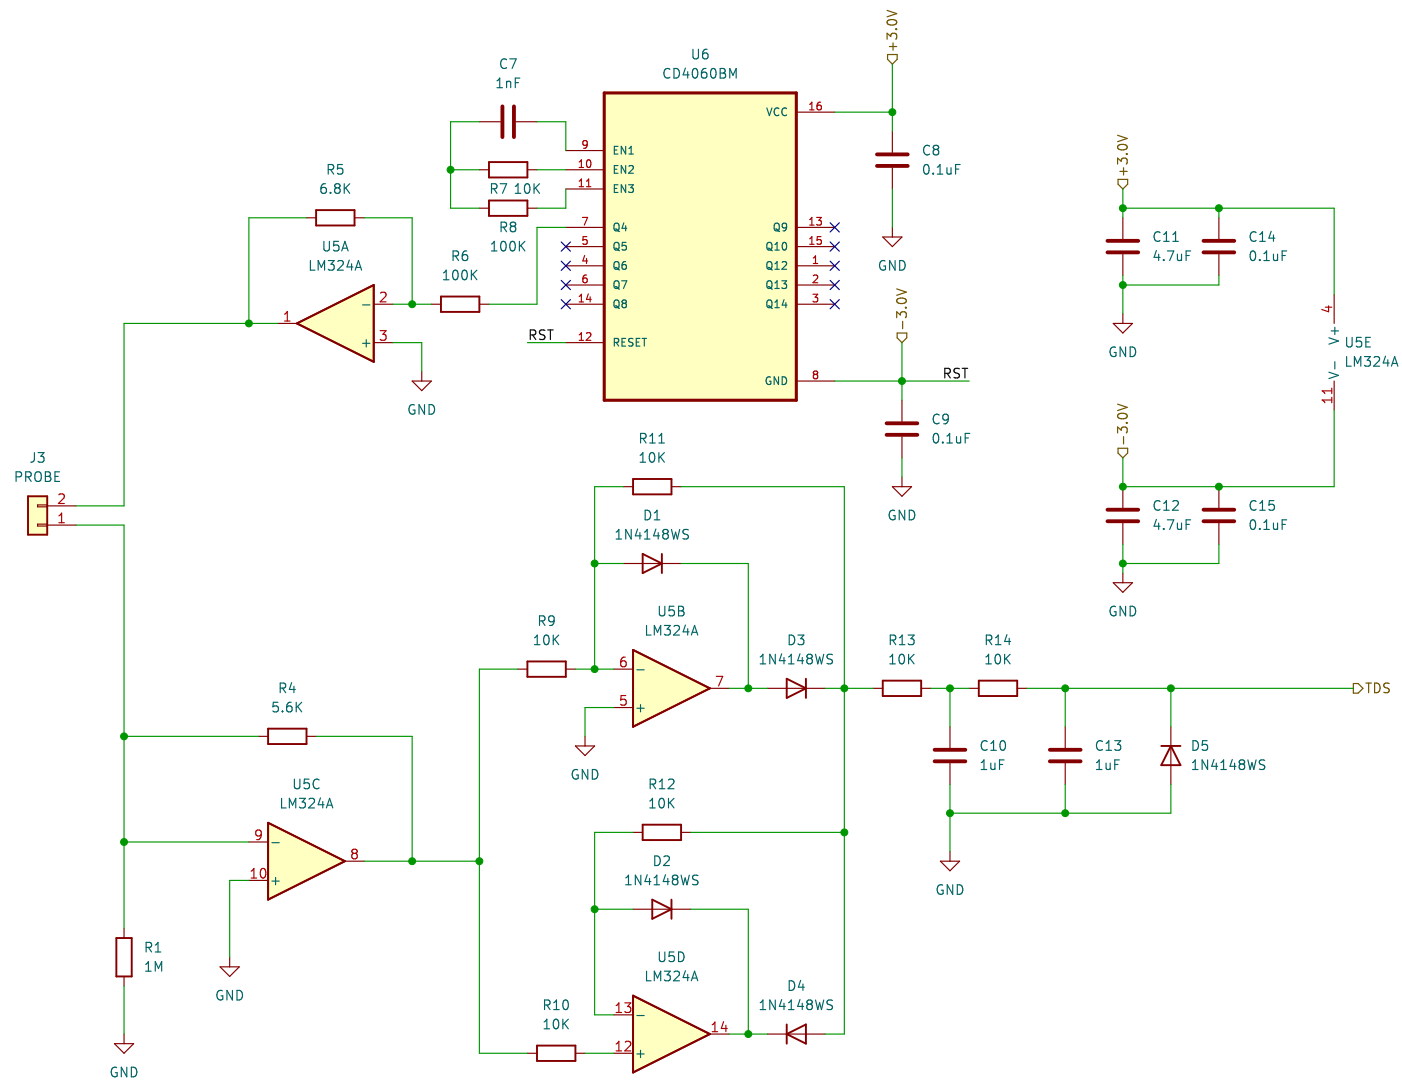 +3.0V
U6
CD4060BM
C7
1nF
VCC
16
9
EN1
10
EN2
R7 10K
11
EN3
R8
100K
C8
0.1uF
GND
+3.0V
R5
6.8K
7
Q4
5
Q5
4
Q6
6
Q7
14
Q8
Q9
13
Q10
15
Q12
1
Q13
2
Q14
3
C11
4.7uF
C14
0.1uF
U5A
LM324A
R6
100K
2
−
1
3
+
GND
RST
12
RESET
GND
8
-3.0V
RST
C9
0.1uF
GND
GND
4
V+
U5E
LM324A
V-
11
-3.0V
C12
4.7uF
C15
0.1uF
GND
J3
PROBE
2
1
R11
10K
D1
1N4148WS
U5B
LM324A
R9
10K
6
−
7
5
+
GND
D3
1N4148WS
R13
10K
R14
10K
TDS
C10
1uF
C13
1uF
D5
1N4148WS
GND
R4
5.6K
U5C
LM324A
9
−
8
10
+
GND
R1
1M
GND
R12
10K
D2
1N4148WS
U5D
LM324A
R10
10K
13
−
14
12
+
D4
1N4148WS